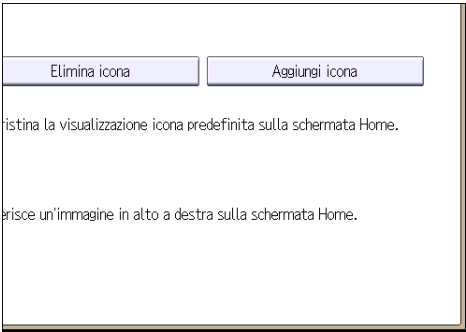 Elimina icona Aggiungi icona
ristina la visualizzazione icona predefinita sulla schermata Home.
erisce un'immagine in alto a destra sulla schermata Home.